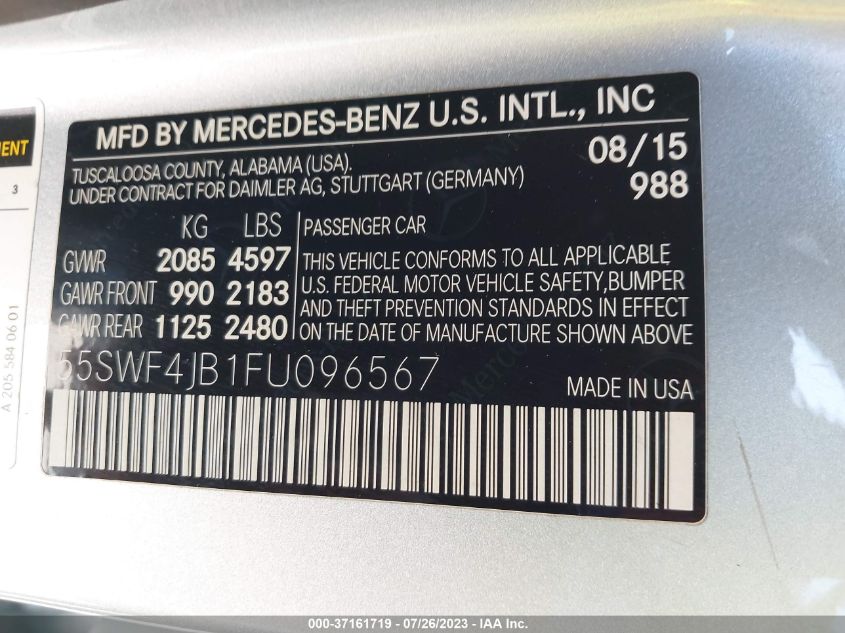 MENT
3
A 205 584 06 01
MFD BY MERCEDES-BENZ U.S. INTL., INC
TUSCALOOSA COUNTY, ALABAMA (USA).
UNDER CONTRACT FOR DAIMLER AG, STUTTGART (GERMANY)
08/15
988
KG LBS
GVWR 2085 4597
GAWR FRONT 990 2183
GAWR REAR 1125 2480
PASSENGER CAR
THIS VEHICLE CONFORMS TO ALL APPLICABLE
U.S. FEDERAL MOTOR VEHICLE SAFETY,BUMPER
AND THEFT PREVENTION STANDARDS IN EFFECT
ON THE DATE OF MANUFACTURE SHOWN ABOVE
55SWF4JB1FU096567
MADE IN USA
000-37161719 - 07/26/2023 - IAA Inc.